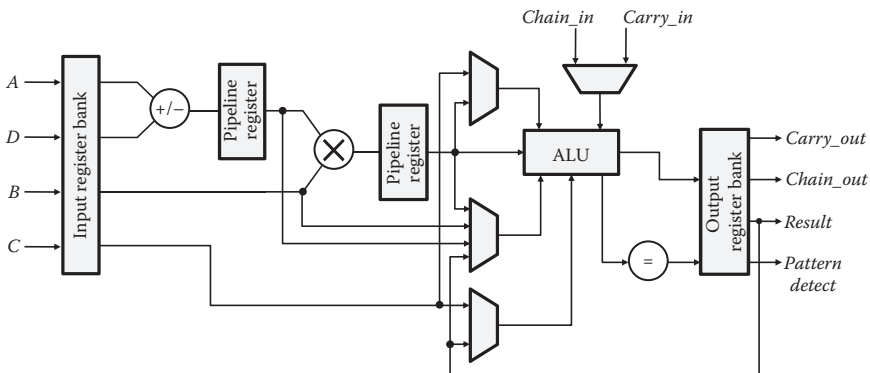 Chain_in
Carry_in
A
D
B
C
Input register bank
+/−
Pipeline
register
Pipeline
register
ALU
=
Output
register bank
Carry_out
Chain_out
Result
Pattern
detect